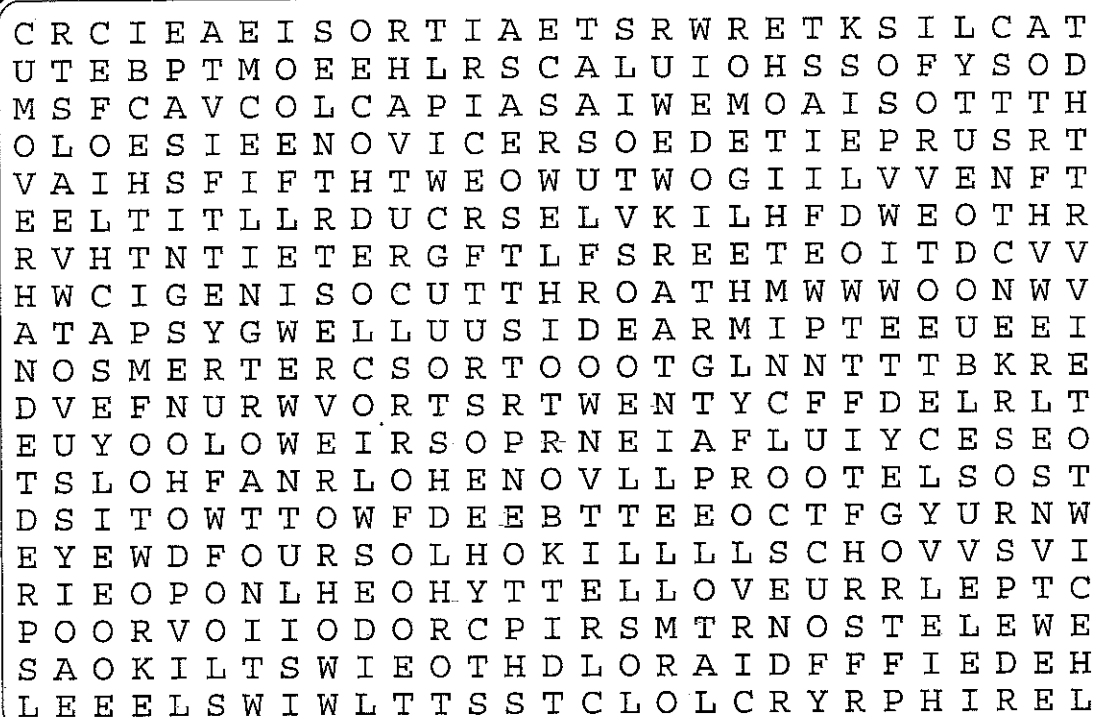 C R C I E A E I S O R T I A E T S R W R E T K S I L C A T
U T E B P T M O E E H L R S C A L U I O H S S O F Y S O D
M S F C A V C O L C A P I A S A I W E M O A I S O T T T H
O L O E S I E E N O V I C E R S O E D E T I E P R U S R T
V A I H S F I F T H T W E O W U T W O G I I L V V E N F T
E E L T I T L L R D U C R S E L V K I L H F D W E O T H R
R V H T N T I E T E R G F T L F S R E E T E O I T D C V V
H W C I G E N I S O C U T T H R O A T H M W W W O O N W V
A T A P S Y G W E L L U U S I D E A R M I P T E E U E E I
N O S M E R T E R C S O R T O O O T G L N N T T T B K R E
D V E F N U R W V O R T S R T W E N T Y C F F D E L R L T
E U Y O O L O W E I R S O P R N E I A F L U I Y C E S E O
T S L O H F A N R L O H E N O V L L P R O O T E L S O S T
D S I T O W T T O W F D E E B T T E E O C T F G Y U R N W
E Y E W D F O U R S O L H O K I L L L L S C H O V V S V I
R I E O P O N L H E O H Y T T E L L O V E U R R L E P T C
P O O R V O I I O D O R C P I R S M T R N O S T E L E W E
S A O K I L T S W I E O T H D L O R A I D F F F I E D E H
L E E E L S W I W L T T S S T C L O L C R Y R P H I R E L